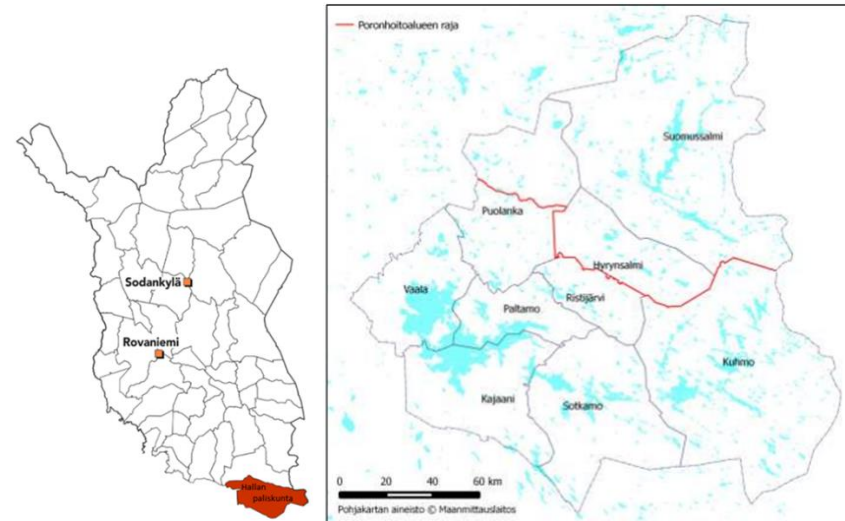 Sodankylä
Rovaniemi
Hallan
paliskunta
Poronhoitoalueen raja
Suomussalmi
Puolanka
Hyrynsalmi
Vaala
Ristijärvi
Paltamo
Kuhmo
Kajaani
Sotkamo
0 20 40 60 km
Pohjakartan aineisto © Maanmittauslaitos